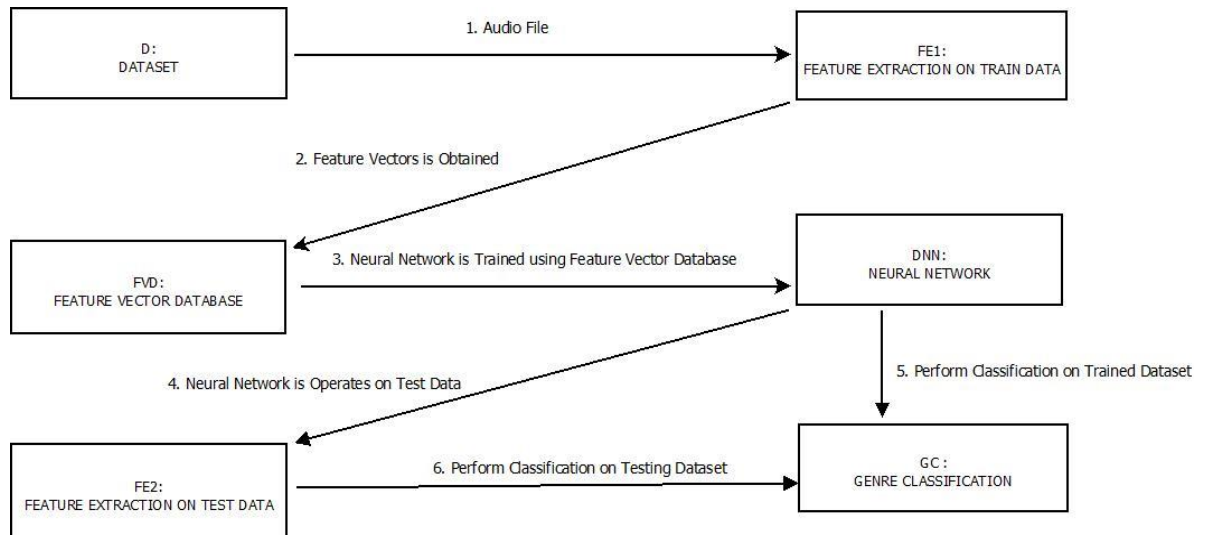 1. Audio File
D:
DATASET
FE1:
FEATURE EXTRACTION ON TRAIN DATA
2. Feature Vectors is Obtained
3. Neural Network is Trained using Feature Vector Database
FVD:
FEATURE VECTOR DATABASE
DNN:
NEURAL NETWORK
4. Neural Network is Operates on Test Data
5. Perform Classification on Trained Dataset
6. Perform Classification on Testing Dataset
FE2:
FEATURE EXTRACTION ON TEST DATA
GC :
GENRE CLASSIFICATION